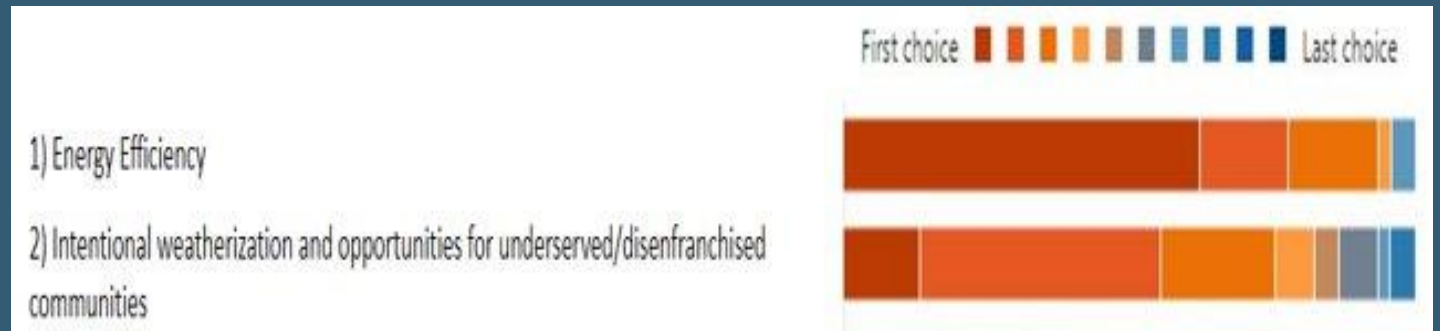 First choice Last choice
1) Energy Efficiency
2) Intentional weatherization and opportunities for underserved/disenfranchised
communities